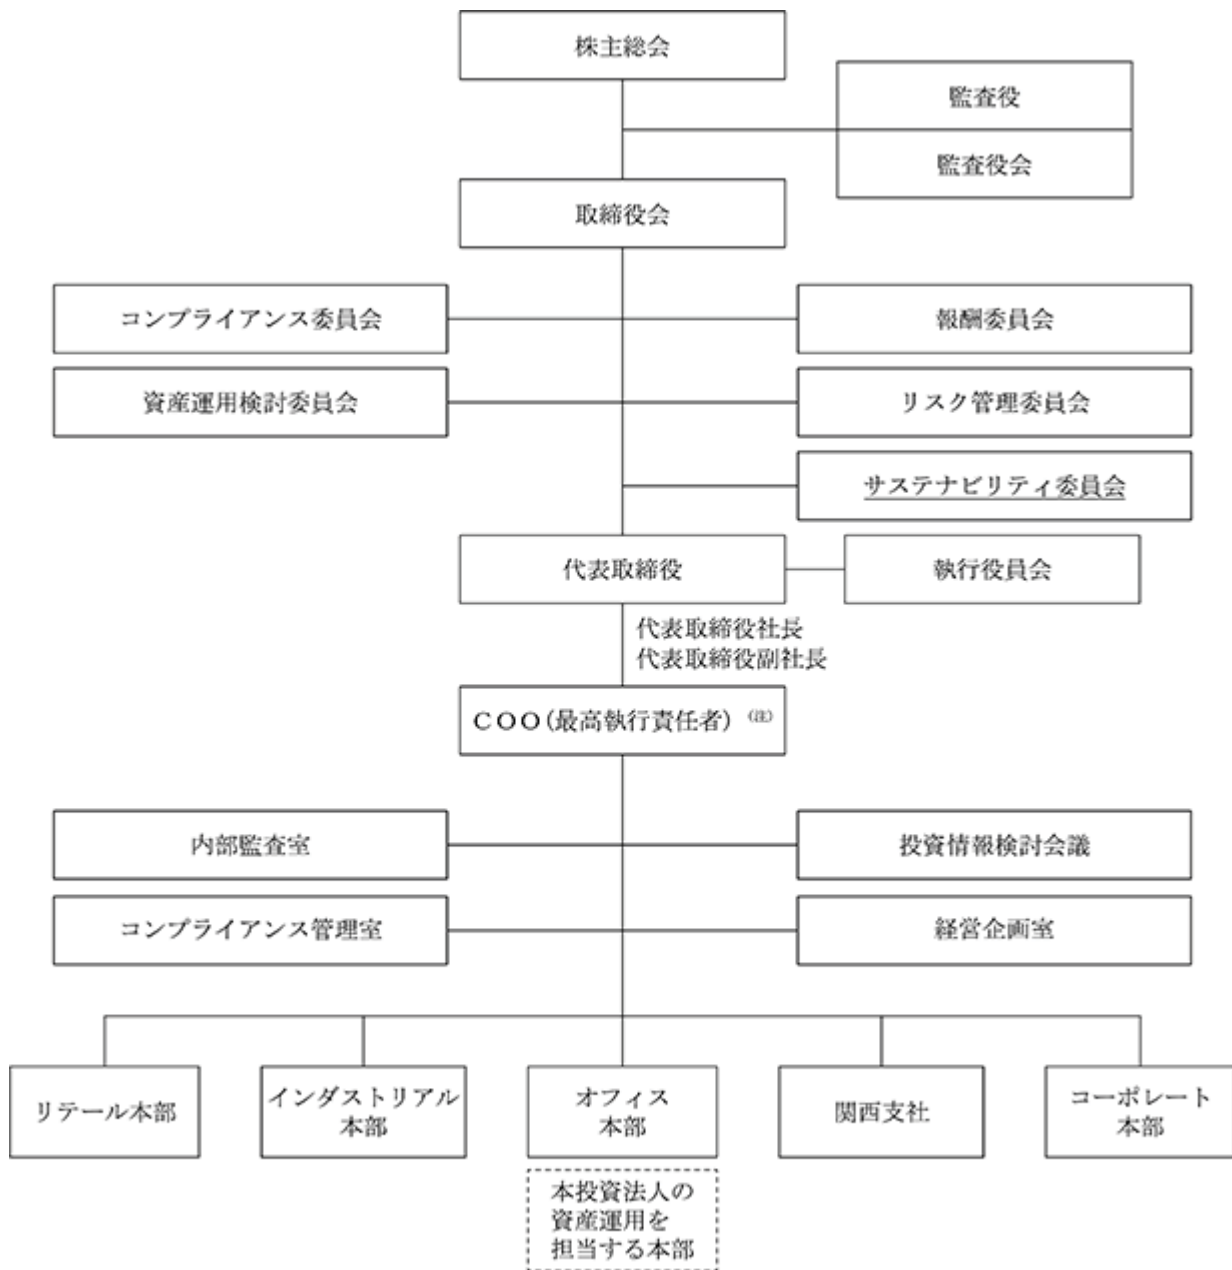 株主総会
監査役
監査役会
取締役会
コンプライアンス委員会
報酬委員会
資産運用検討委員会
リスク管理委員会
サステナビリティ委員会
代表取締役
執行役員会
代表取締役社長
代表取締役副社長
ＣＯＯ(最高執行責任者) (注)
内部監査室
投資情報検討会議
コンプライアンス管理室
経営企画室
リテール本部
インダストリアル
本部
オフィス
本部
関西支社
コーポレート
本部
本投資法人の
資産運用を
担当する本部